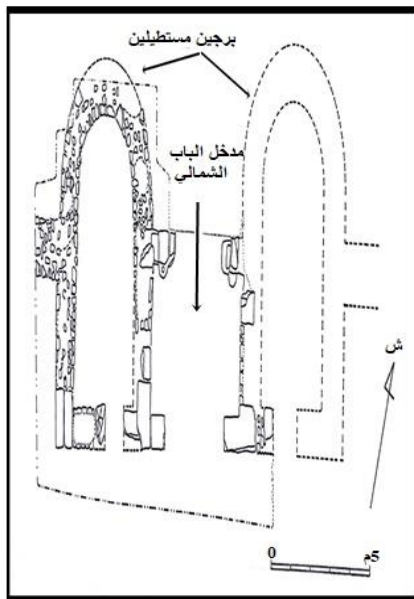 برجين مستطيلين
مدخل الباب
الشمالي
ش
0 5م